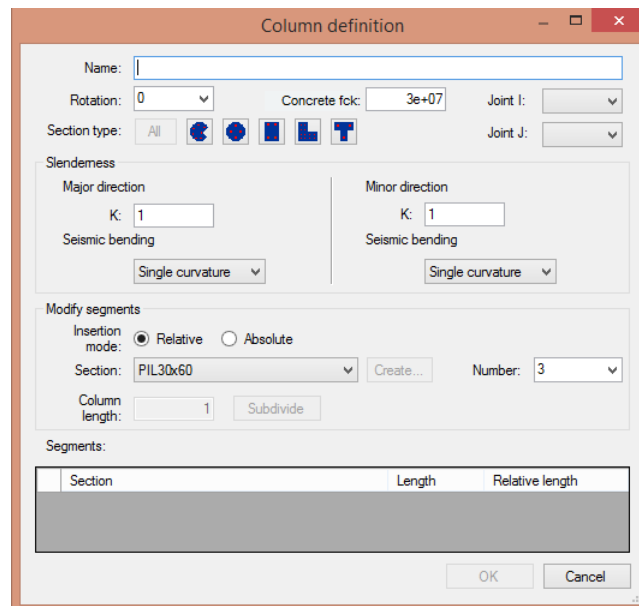 Column definition
Name:
Rotation: 0 Concrete fck: 3e+07 Joint I:
Section type: All Joint J:
Slenderness
Major direction Minor direction
K: 1 K: 1
Seismic bending Seismic bending
Single curvature Single curvature
Modify segments
Insertion mode: Relative Absolute
Section: PIL30x60 Create... Number: 3
Column length: 1 Subdivide
Segments:
Section Length Relative length
OK Cancel